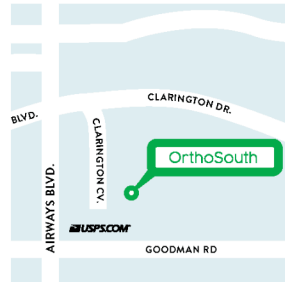 CLARINGTON DR.
BLVD.
CLARINGTON CV.
OrthoSouth
AIRWAYS BLVD.
USPS.COM
GOODMAN RD